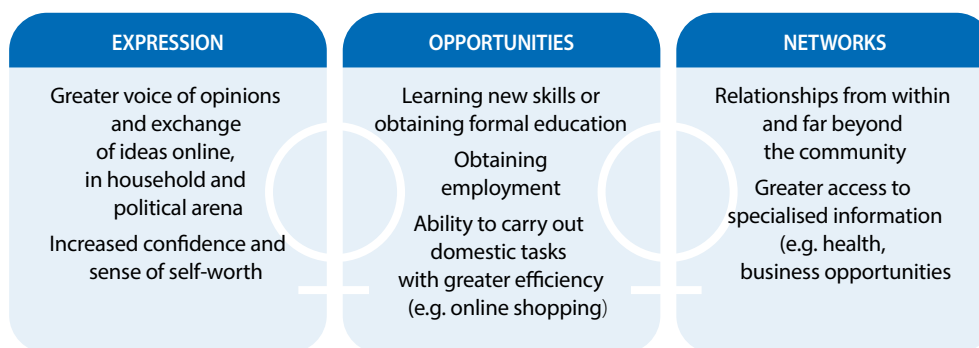 EXPRESSION
Greater voice of opinions
and exchange
of ideas online,
in household and
political arena
Increased confidence and
sense of self-worth
OPPORTUNITIES
Learning new skills or
obtaining formal education
Obtaining
employment
Ability to carry out
domestic tasks
with greater efficiency
(e.g. online shopping)
NETWORKS
Relationships from within
and far beyond
the community
Greater access to
specialised information
(e.g. health,
business opportunities